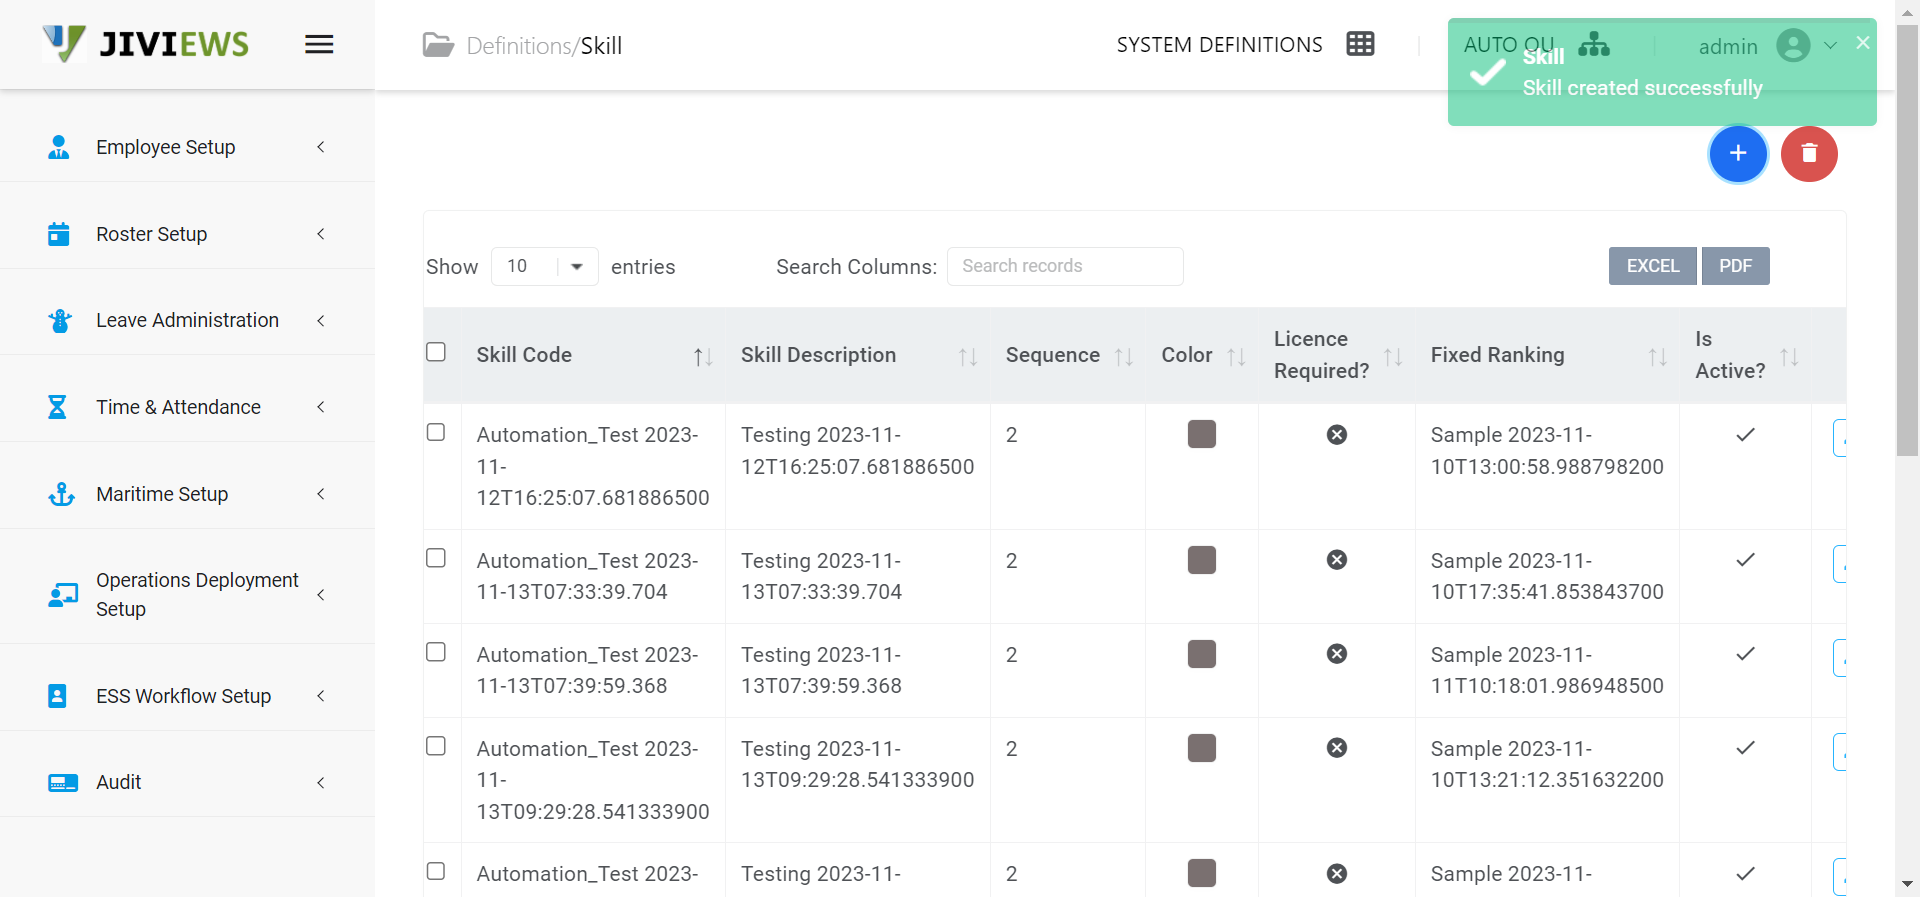 JIVIEWS
Definitions/Skill
SYSTEM DEFINITIONS
AUTO OU
admin
Skill
Skill created successfully
Employee Setup
Roster Setup
Leave Administration
Time & Attendance
Maritime Setup
Operations Deployment
Setup
ESS Workflow Setup
Audit
Show 10 entries
Search Columns: Search records
EXCEL PDF
Skill Code
Skill Description
Sequence
Color
Licence
Required?
Fixed Ranking
Is
Active?
Automation_Test 2023-
11-
12T16:25:07.681886500
Testing 2023-11-
12T16:25:07.681886500
2
Sample 2023-11-
10T13:00:58.988798200
Automation_Test 2023-
11-13T07:33:39.704
Testing 2023-11-
13T07:33:39.704
2
Sample 2023-11-
10T17:35:41.853843700
Automation_Test 2023-
11-13T07:39:59.368
Testing 2023-11-
13T07:39:59.368
2
Sample 2023-11-
11T10:18:01.986948500
Automation_Test 2023-
11-
13T09:29:28.541333900
Testing 2023-11-
13T09:29:28.541333900
2
Sample 2023-11-
10T13:21:12.351632200
Automation_Test 2023-
Testing 2023-11-
2
Sample 2023-11-